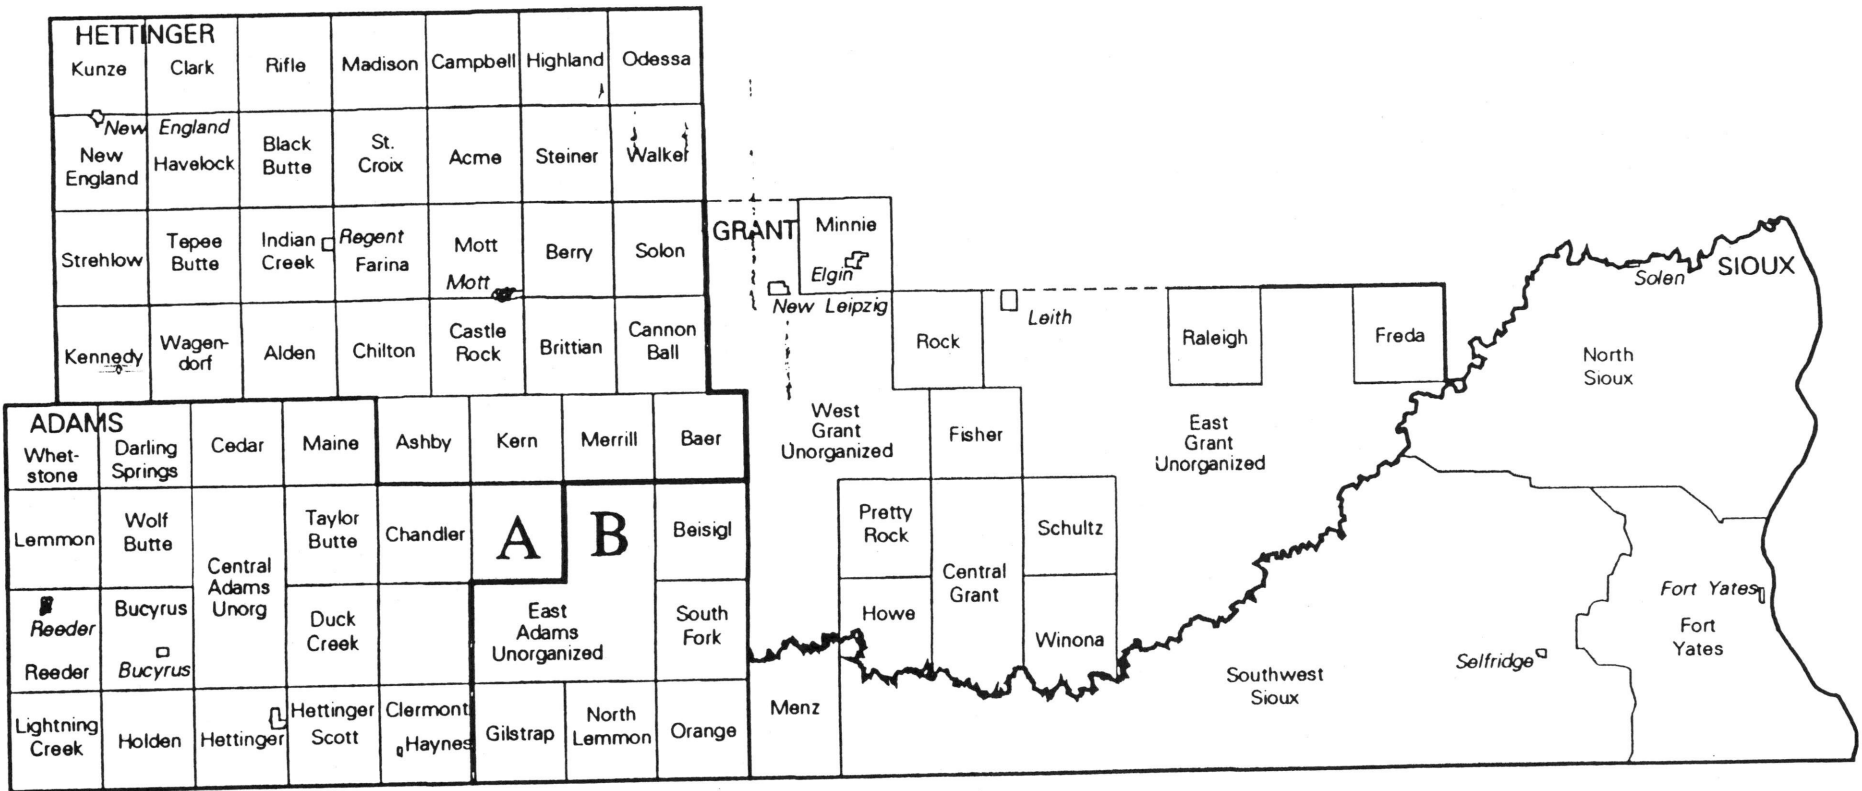 HETTINGER
Kunze
Clark
Rifle
Madison
Campbell
Highland
Odessa
New England
New
England
Havelock
Black
Butte
St.
Croix
Acme
Steiner
Walker
Strehlow
Tepee
Butte
Indian
Creek
Regent
Farina
Mott
Mott
Berry
Solon
Kennedy
Wagen-
dorf
Alden
Chilton
Castle
Rock
Brittian
Cannon
Ball
GRANT
Minnie
Elgin
New Leipzig
Rock
Leith
Raleigh
Freda
SIOUX
Solen
North
Sioux
ADAMS
Whet-
stone
Darling
Springs
Cedar
Maine
Ashby
Kern
Merrill
Baer
West
Grant
Unorganized
Fisher
East
Grant
Unorganized
Lemmon
Wolf
Butte
Central
Adams
Unorg
Taylor
Butte
Chandler
A
B
Beisigl
Pretty
Rock
Central
Grant
Schultz
Reeder
Reeder
Bucyrus
Bucyrus
Duck
Creek
East
Adams
Unorganized
South
Fork
Howe
Winona
Fort Yates
Fort
Yates
Selfridge
Southwest
Sioux
Lightning
Creek
Holden
Hettinger
Hettinger
Scott
Clermont
Haynes
Gilstrap
North
Lemmon
Orange
Menz